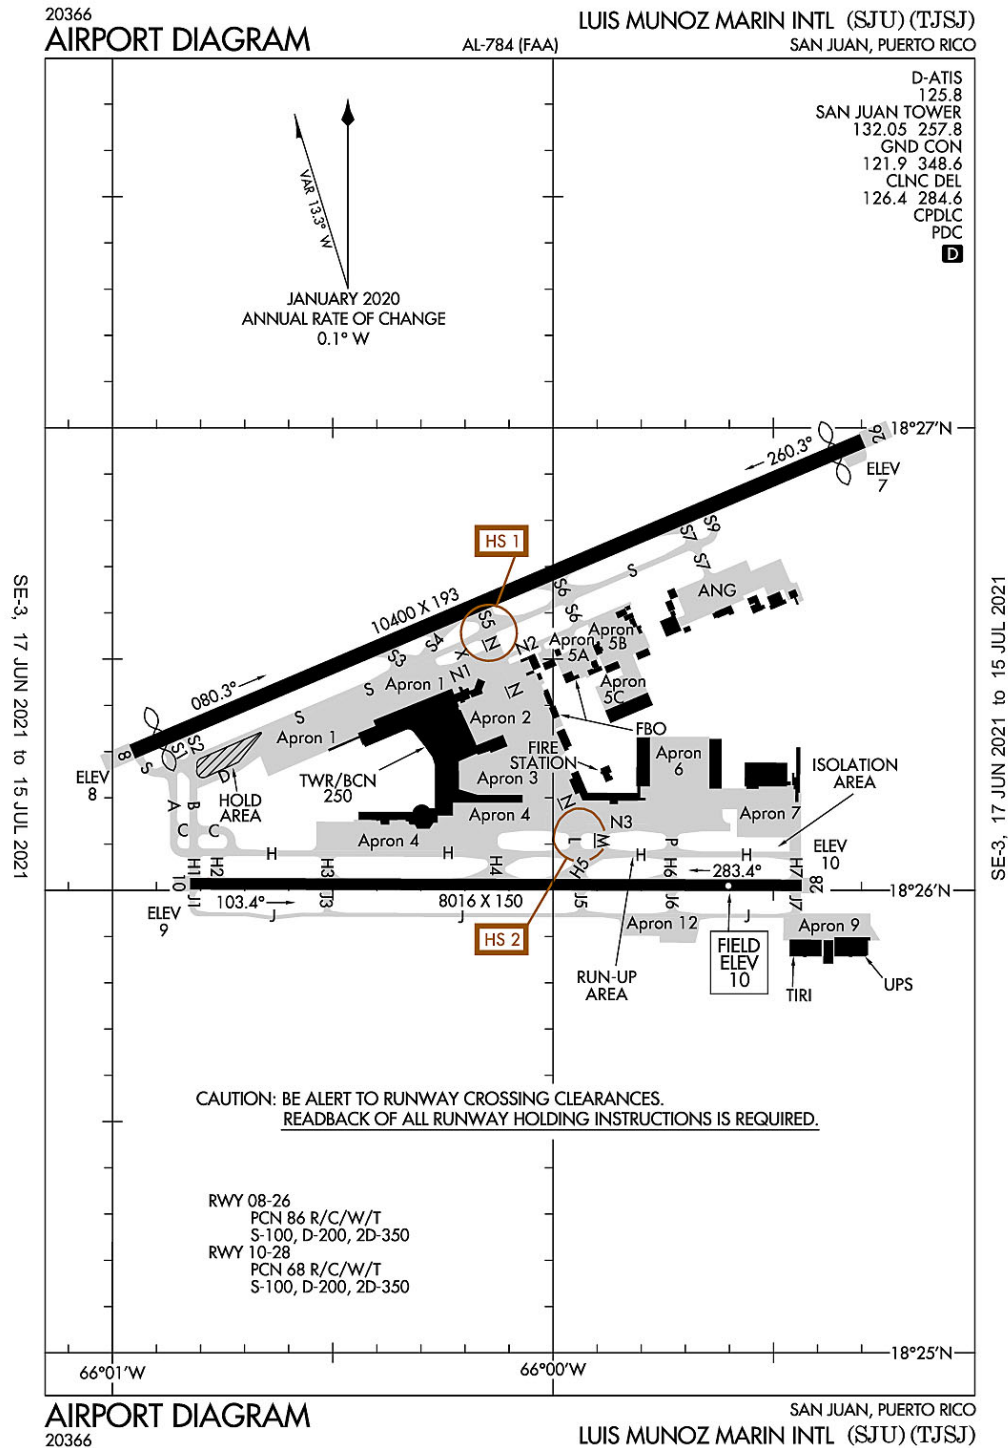 20366
AIRPORT DIAGRAM
AL-784 (FAA)
LUIS MUNOZ MARIN INTL (SJU) (TJSJ)
SAN JUAN, PUERTO RICO
D-ATIS
125.8
SAN JUAN TOWER
132.05 257.8
GND CON
121.9 348.6
CLNC DEL
126.4 284.6
CPDLC
PDC
D
VAR 13.3° W
JANUARY 2020
ANNUAL RATE OF CHANGE
0.1° W
18°27'N
26
260.3°
ELEV
7
HS 1
S9
S7
S7
S
S6
S6
ANG
10400 X 193
S5
S4
S3
N
N2
X
N1
N
Apron
5A
Apron
5B
Apron
5C
Apron 1
S
080.3°
S
Apron 1
Apron 2
FBO
8
S1
S2
S
ELEV
8
D
HOLD
AREA
TWR/BCN
250
FIRE
STATION
Apron 3
Apron
6
ISOLATION
AREA
A
B
C
C
Apron 4
Apron 4
N
N3
Apron 7
L
M
P
ELEV
10
H
H
H
H
H1
H2
H3
H4
H5
H6
H7
10
283.4°
28
18°26'N
J1
J3
J5
J6
J7
ELEV
9
103.4°
8016 X 150
J
J
J
HS 2
Apron 12
Apron 9
RUN-UP
AREA
FIELD
ELEV
10
TIRI
UPS
CAUTION: BE ALERT TO RUNWAY CROSSING CLEARANCES.
READBACK OF ALL RUNWAY HOLDING INSTRUCTIONS IS REQUIRED.
RWY 08-26
PCN 86 R/C/W/T
S-100, D-200, 2D-350
RWY 10-28
PCN 68 R/C/W/T
S-100, D-200, 2D-350
18°25'N
66°01'W
66°00'W
SE-3, 17 JUN 2021 to 15 JUL 2021
SE-3, 17 JUN 2021 to 15 JUL 2021
AIRPORT DIAGRAM
20366
SAN JUAN, PUERTO RICO
LUIS MUNOZ MARIN INTL (SJU) (TJSJ)